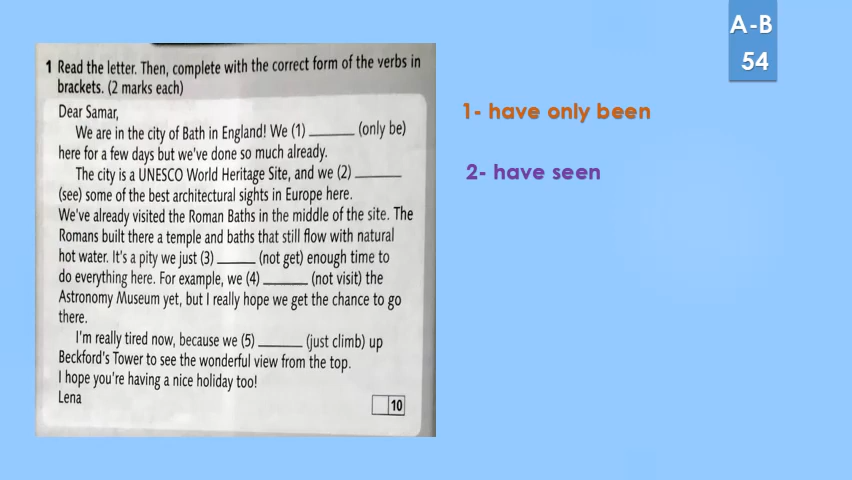 A-B
54
1 Read the letter. Then, complete with the correct form of the verbs in
brackets. (2 marks each)
Dear Samar,
We are in the city of Bath in England! We (1) ______ (only be)
here for a few days but we've done so much already.
The city is a UNESCO World Heritage Site, and we (2) ______
(see) some of the best architectural sights in Europe here.
We've already visited the Roman Baths in the middle of the site. The
Romans built there a temple and baths that still flow with natural
hot water. It's a pity we just (3) ______ (not get) enough time to
do everything here. For example, we (4) ______ (not visit) the
Astronomy Museum yet, but I really hope we get the chance to go
there.
I'm really tired now, because we (5) ______ (just climb) up
Beckford's Tower to see the wonderful view from the top.
I hope you're having a nice holiday too!
Lena
10
1- have only been
2- have seen